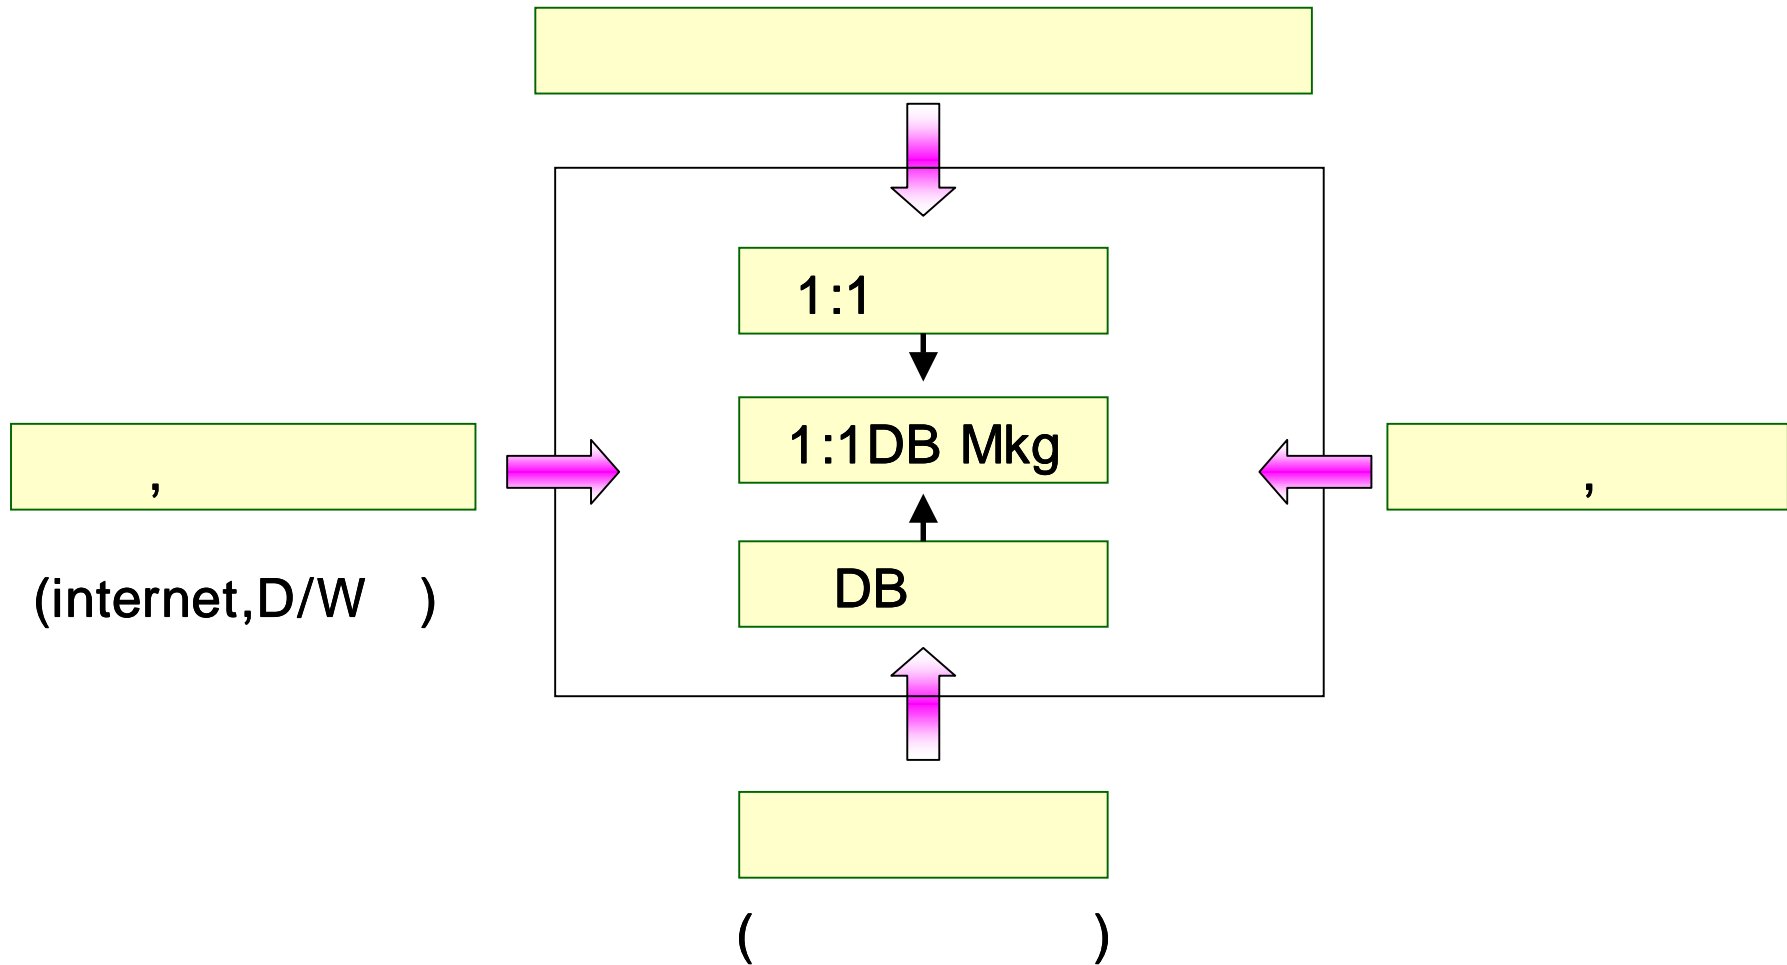 1:1
1:1DB Mkg
,
,
DB
(internet,D/W )
( )